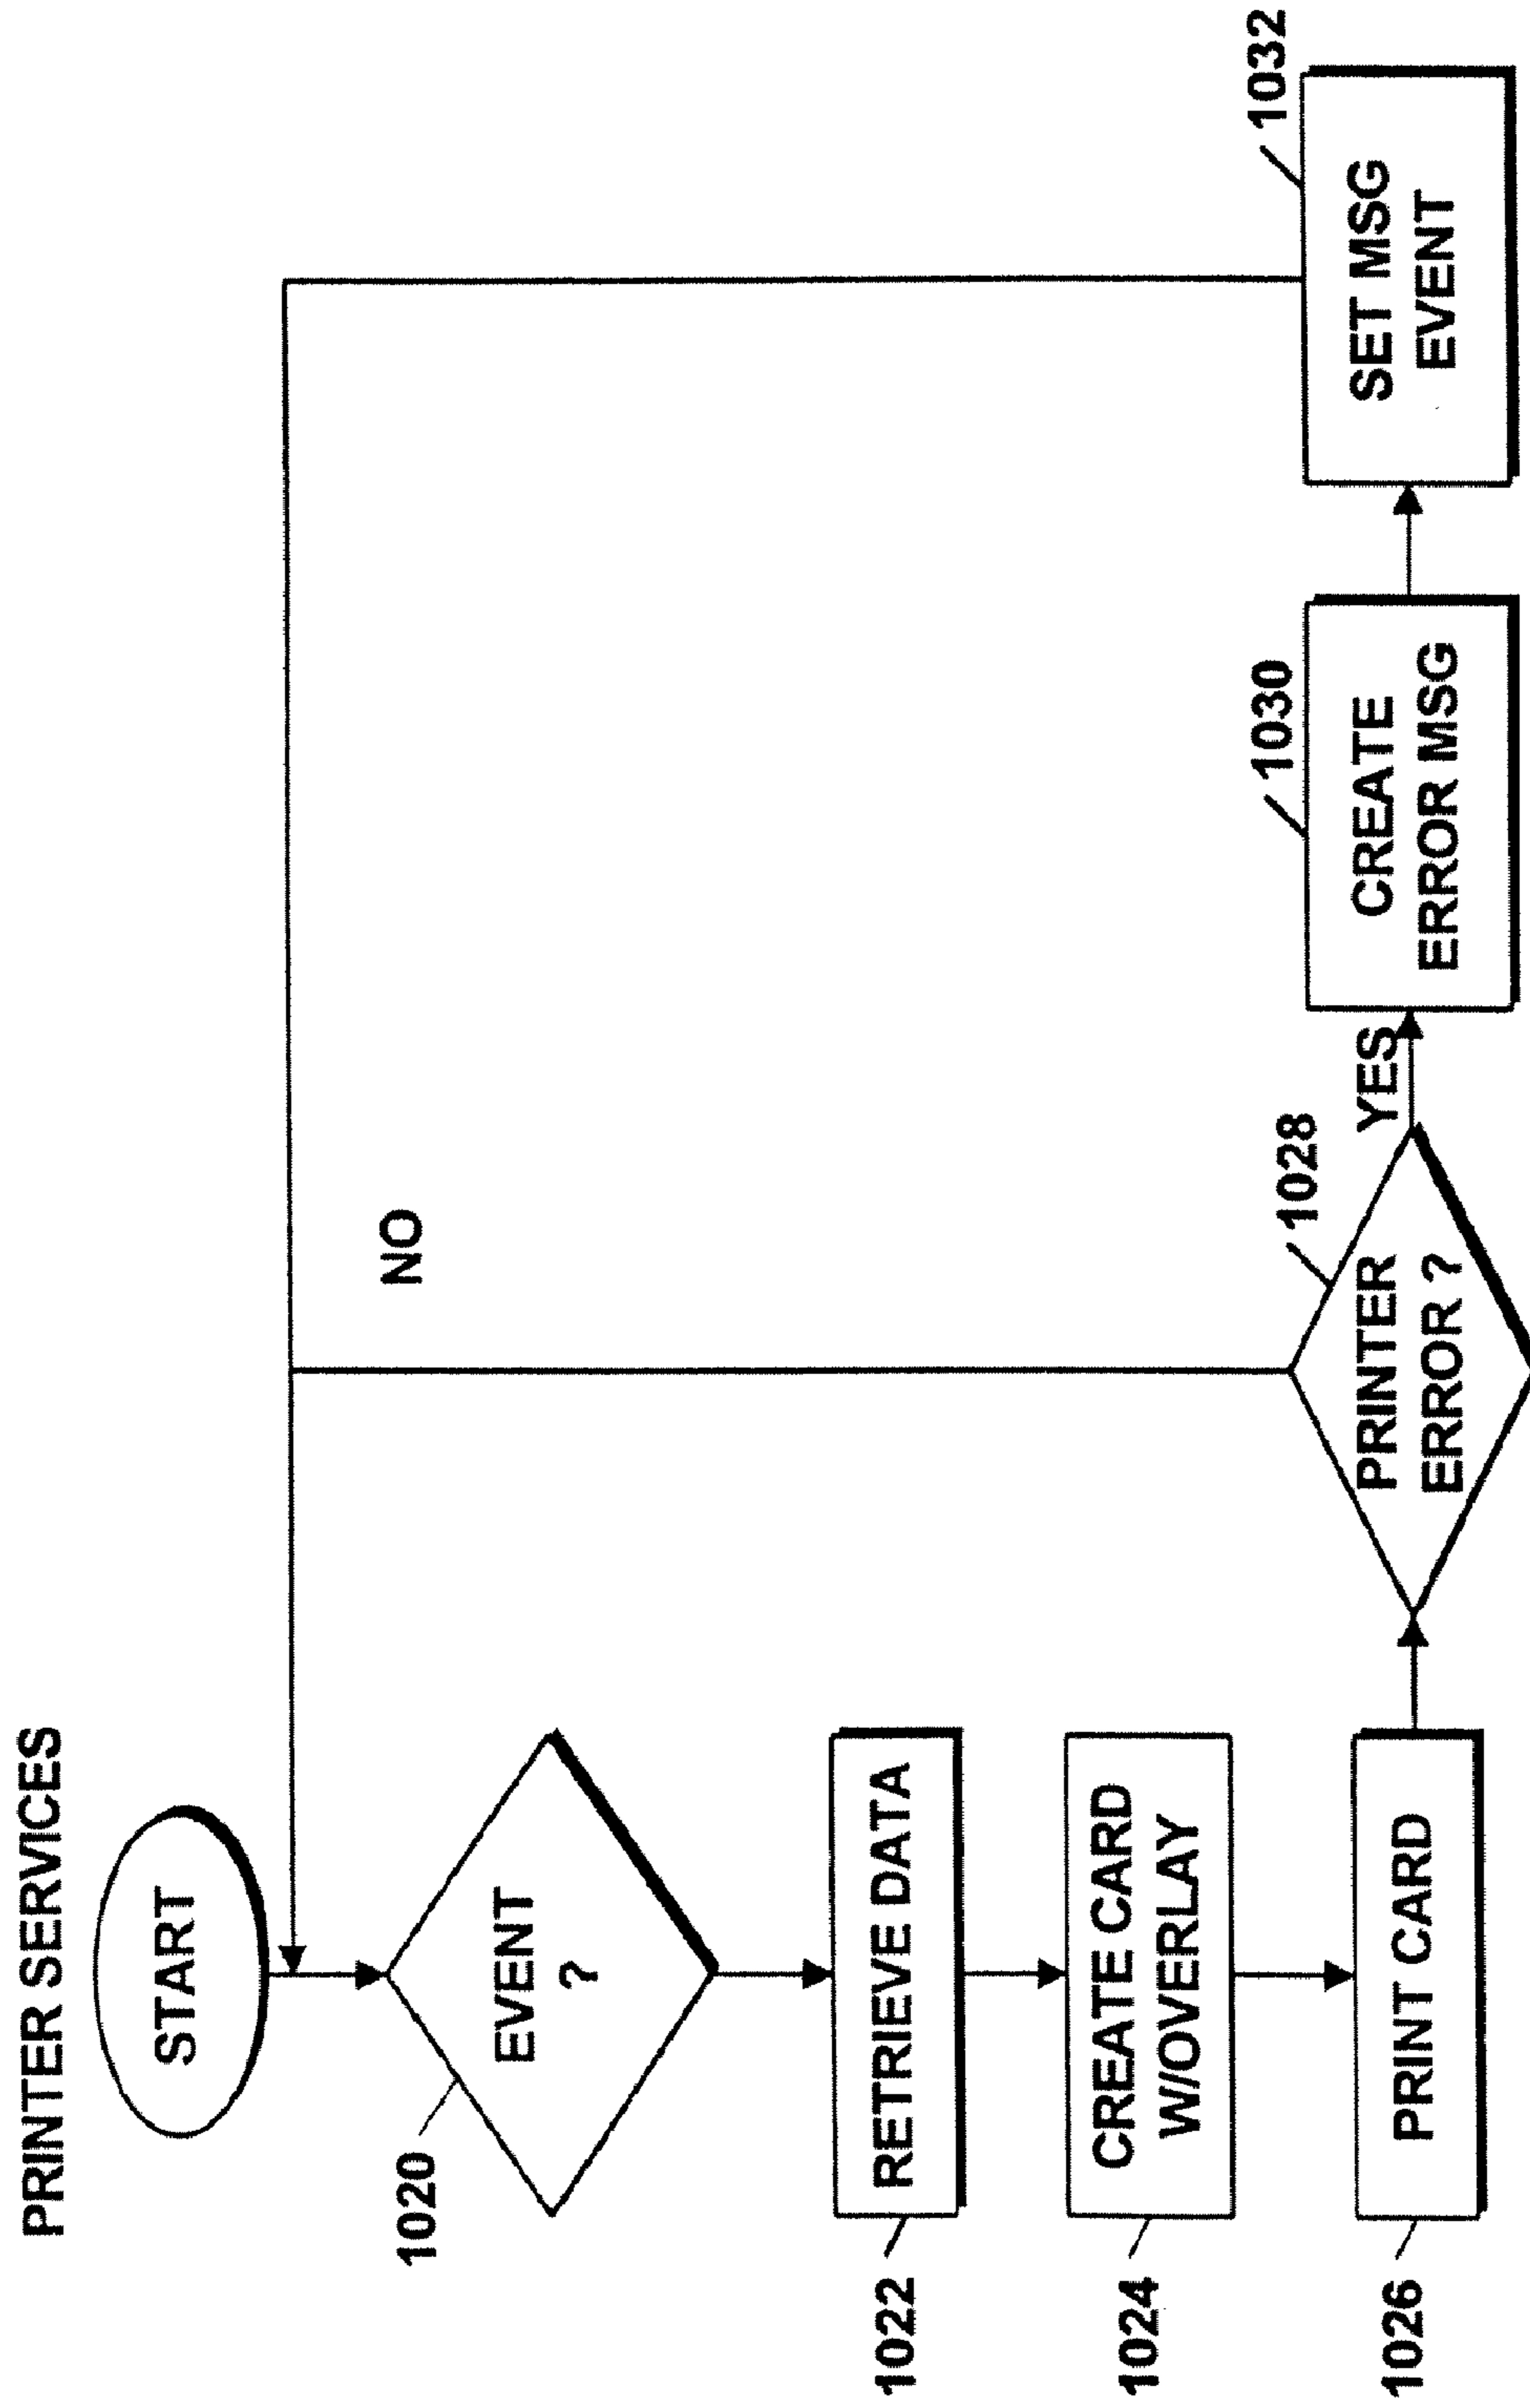 PRINTER SERVICES
START
1020
EVENT
?
NO
1022
RETRIEVE DATA
1024
CREATE CARD
W/OVERLAY
1026
PRINT CARD
1028
PRINTER
ERROR ?
YES
1030
CREATE
ERROR MSG
1032
SET MSG
EVENT